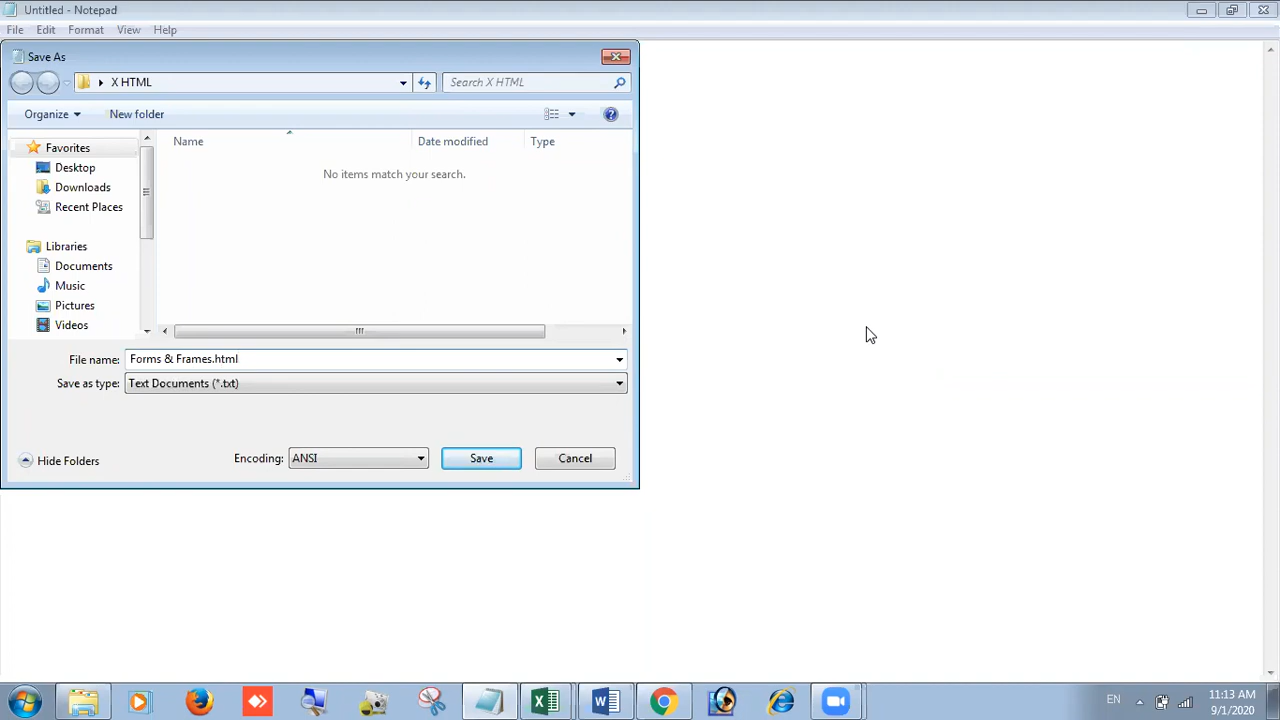 Untitled - Notepad
File Edit Format View Help
Save As
X HTML
Search X HTML
Organize New folder
Name Date modified Type
No items match your search.
Favorites
Desktop
Downloads
Recent Places
Libraries
Documents
Music
Pictures
Videos
File name: Forms & Frames.html
Save as type: Text Documents (*.txt)
Hide Folders Encoding: ANSI Save Cancel
EN 11:13 AM
9/1/2020